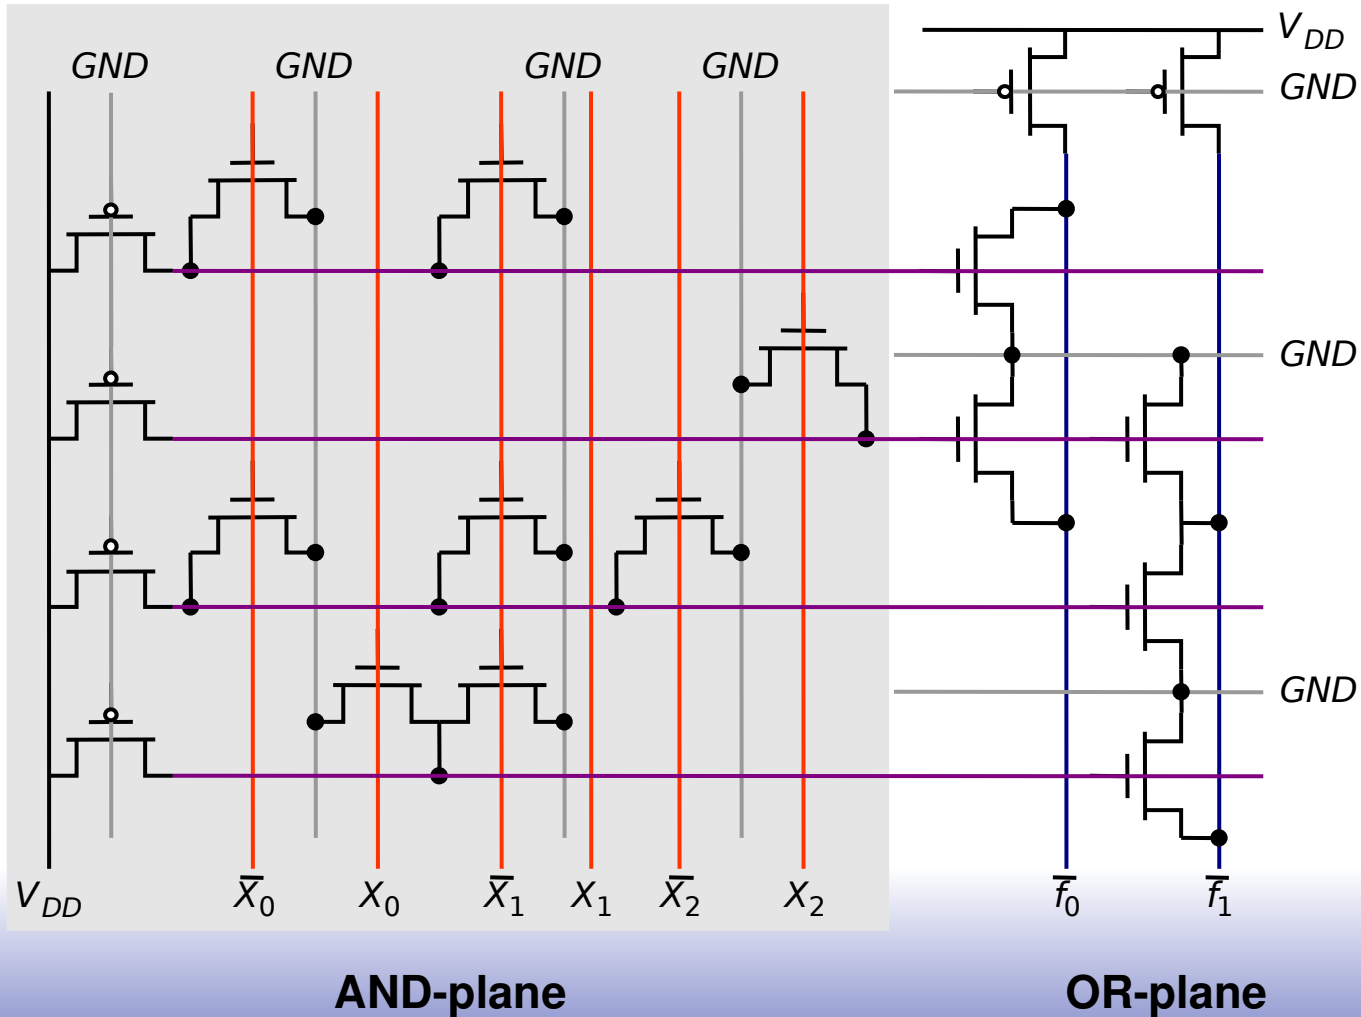 V_DD
GND GND GND GND GND
GND
GND
V_DD X̅_0 X_0 X̅_1 X_1 X̅_2 X_2 f̅_0 f̅_1
AND-plane OR-plane